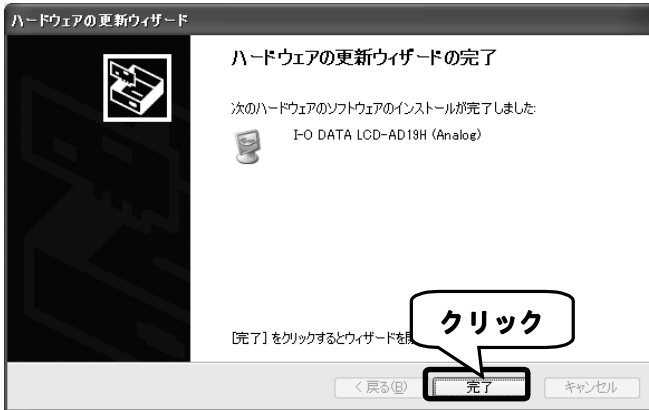 ハードウェアの更新ウィザード
ハードウェアの更新ウィザードの完了
次のハードウェアのソフトウェアのインストールが完了しました:
I-O DATA LCD-AD19H (Analog)
[完了] をクリックするとウィザードを
クリック
< 戻る(B)
完了
キャンセル